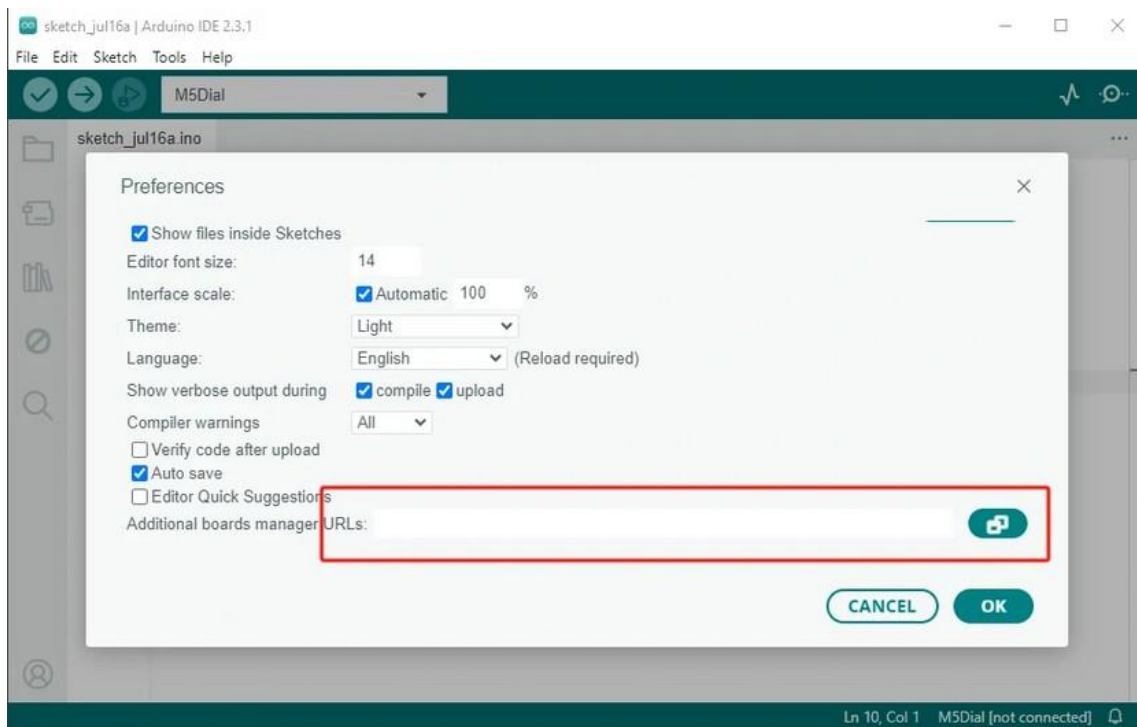 sketch_jul16a | Arduino IDE 2.3.1
File Edit Sketch Tools Help
M5Dial
sketch_jul16a.ino
Preferences
Show files inside Sketches
Editor font size: 14
Interface scale: Automatic 100 %
Theme: Light
Language: English (Reload required)
Show verbose output during compile upload
Compiler warnings All
Verify code after upload
Auto save
Editor Quick Suggestions
Additional boards manager URLs:
CANCEL OK
Ln 10, Col 1 M5Dial [not connected]